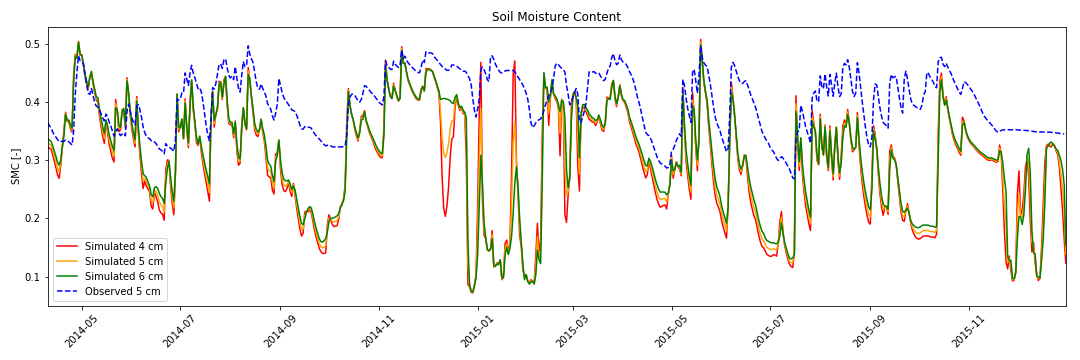 Soil Moisture Content
SMC [-]
0.5
0.4
0.3
0.2
0.1
Simulated 4 cm
Simulated 5 cm
Simulated 6 cm
Observed 5 cm
2014-05
2014-07
2014-09
2014-11
2015-01
2015-03
2015-05
2015-07
2015-09
2015-11